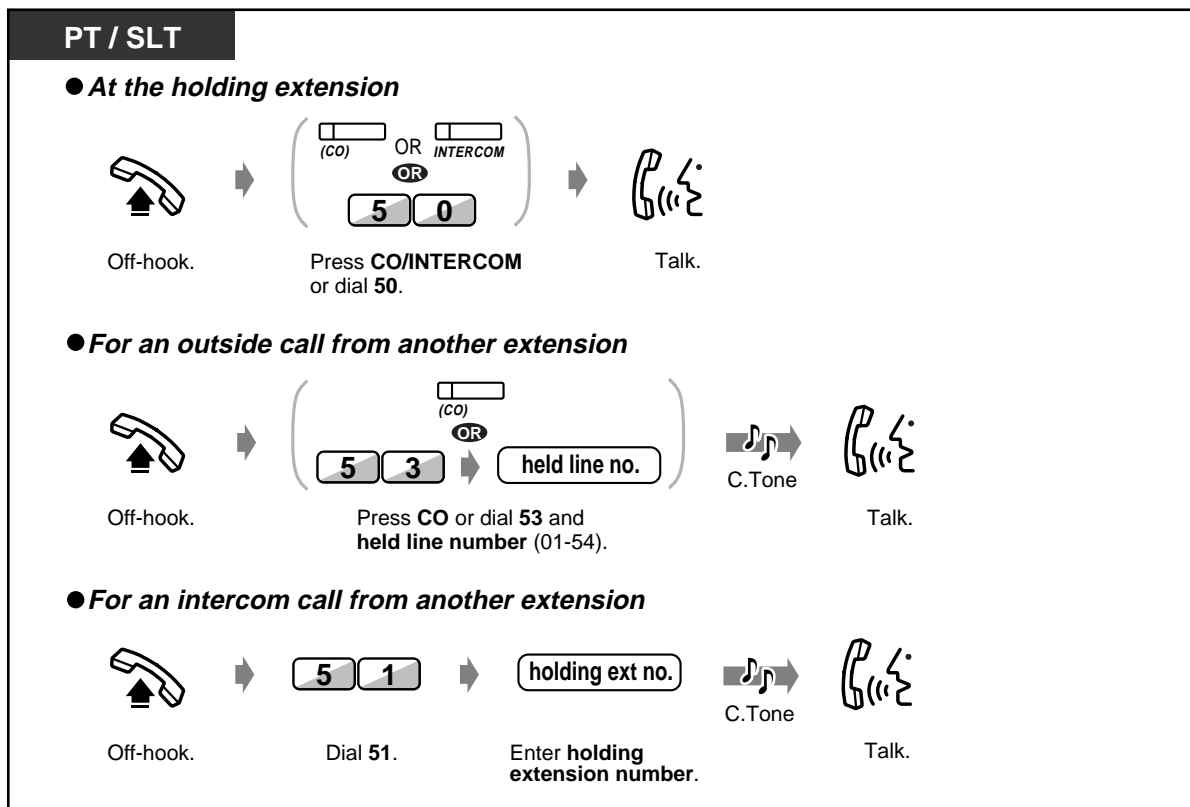 PT / SLT
● At the holding extension
(CO) OR INTERCOM
OR
5 0
Off-hook. Press CO/INTERCOM Talk.
or dial 50.
● For an outside call from another extension
(CO)
OR
5 3 held line no.
C.Tone
Off-hook. Press CO or dial 53 and Talk.
held line number (01-54).
● For an intercom call from another extension
5 1 holding ext no.
C.Tone
Off-hook. Dial 51. Enter holding Talk.
extension number.